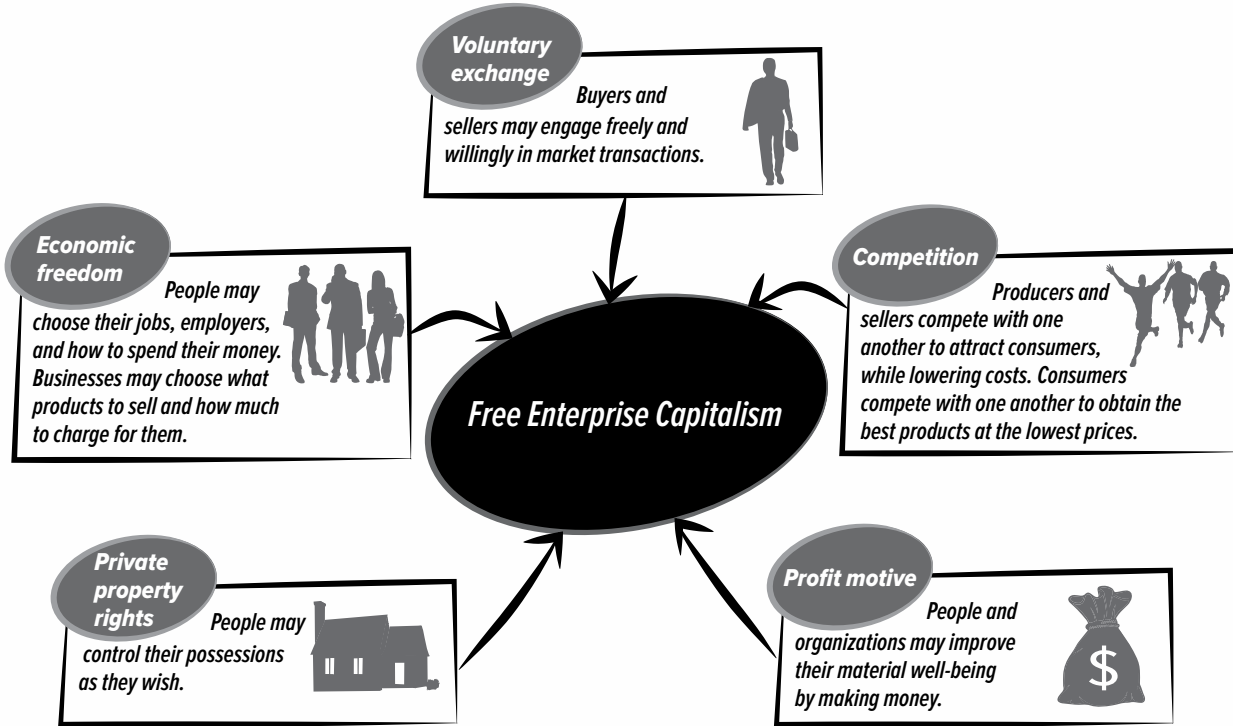 Voluntary
exchange
Buyers and
sellers may engage freely and
willingly in market transactions.
Economic
freedom
People may
choose their jobs, employers,
and how to spend their money.
Businesses may choose what
products to sell and how much
to charge for them.
Competition
Producers and
sellers compete with one
another to attract consumers,
while lowering costs. Consumers
compete with one another to obtain the
best products at the lowest prices.
Free Enterprise Capitalism
Private
property
rights
People may
control their possessions
as they wish.
Profit motive
People and
organizations may improve
their material well-being
by making money.
$